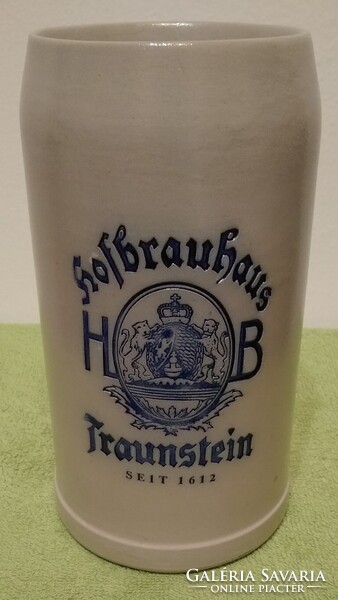 Hofbrauhaus
H B
Traunstein
SEIT 1612
GALÉRIA SAVARIA
ONLINE PIACTÉR